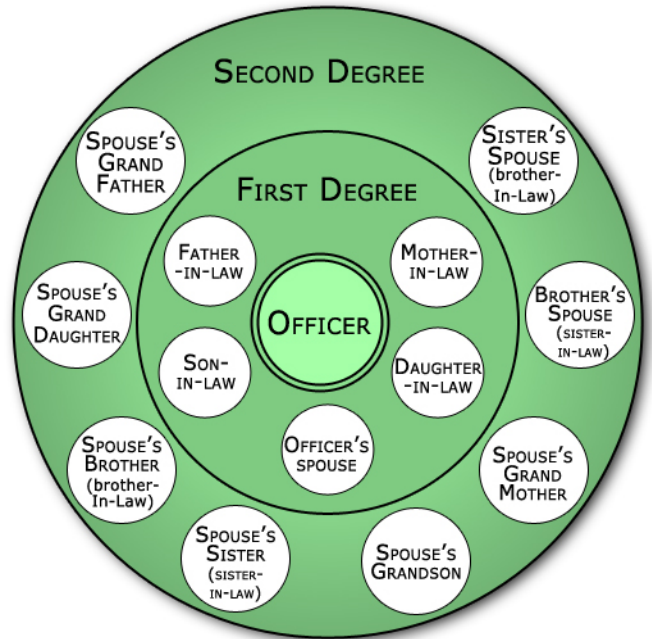 SECOND DEGREE
SPOUSE'S
GRAND
FATHER
SISTER'S
SPOUSE
(brother-
In-Law)
FIRST DEGREE
FATHER
-IN-LAW
MOTHER-
IN-LAW
SPOUSE'S
GRAND
DAUGHTER
OFFICER
BROTHER'S
SPOUSE
(SISTER-
IN-LAW)
SON-
IN-LAW
DAUGHTER
-IN-LAW
OFFICER'S
SPOUSE
SPOUSE'S
BROTHER
(brother-
In-Law)
SPOUSE'S
GRAND
MOTHER
SPOUSE'S
SISTER
(SISTER-
IN-LAW)
SPOUSE'S
GRANDSON